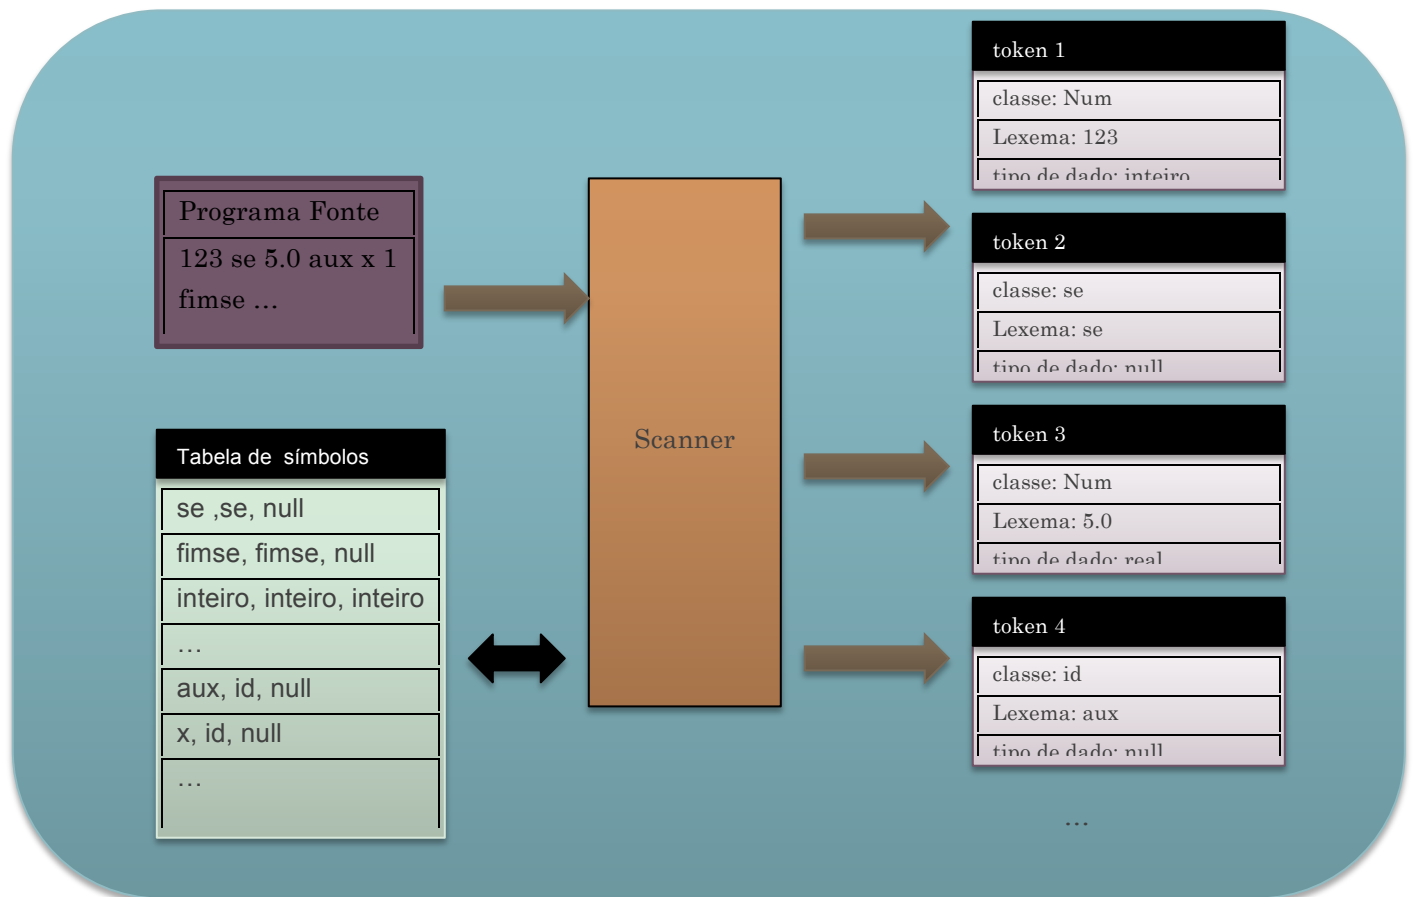 Programa Fonte
123 se 5.0 aux x 1
fimse ...
Tabela de símbolos
se ,se, null
fimse, fimse, null
inteiro, inteiro, inteiro
...
aux, id, null
x, id, null
...
Scanner
token 1
classe: Num
Lexema: 123
tipo de dado: inteiro
token 2
classe: se
Lexema: se
tipo de dado: null
token 3
classe: Num
Lexema: 5.0
tipo de dado: real
token 4
classe: id
Lexema: aux
tipo de dado: null
...